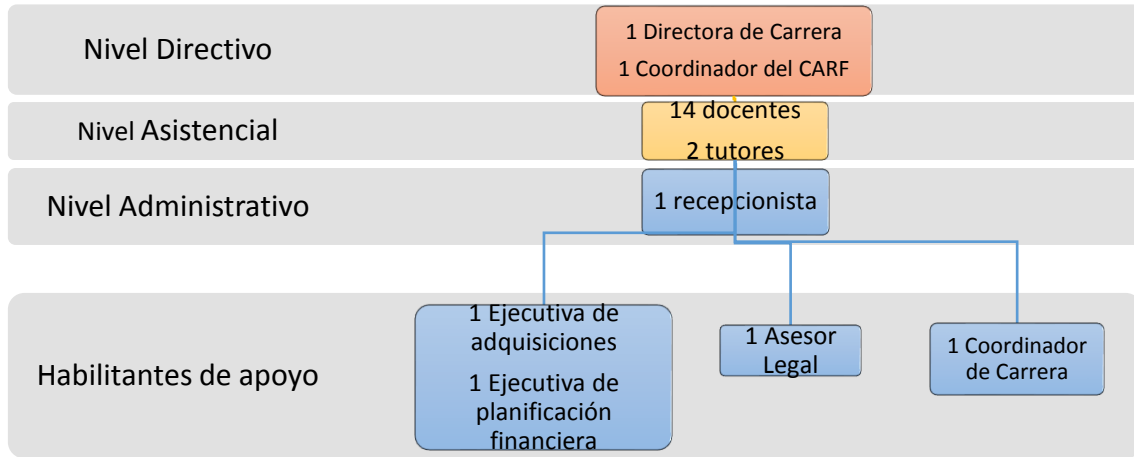 Nivel Directivo
1 Directora de Carrera
1 Coordinador del CARF
Nivel Asistencial
14 docentes
2 tutores
Nivel Administrativo
1 recepcionista
Habilitantes de apoyo
1 Ejecutiva de
adquisiciones
1 Ejecutiva de
planificación
financiera
1 Asesor
Legal
1 Coordinador
de Carrera